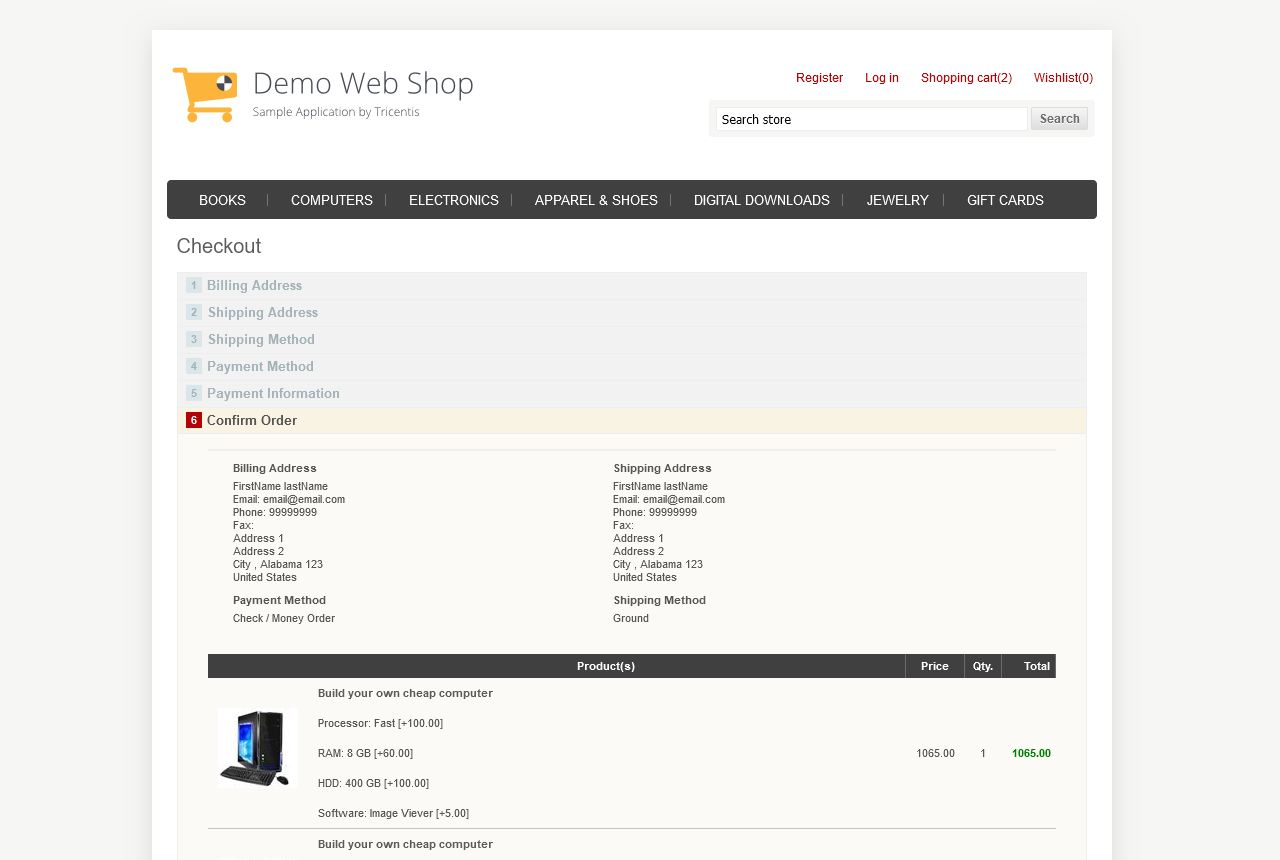 Demo Web Shop
Sample Application by Tricentis
Register Log in Shopping cart(2) Wishlist(0)
Search store Search
BOOKS COMPUTERS ELECTRONICS APPAREL & SHOES DIGITAL DOWNLOADS JEWELRY GIFT CARDS
Checkout
1 Billing Address
2 Shipping Address
3 Shipping Method
4 Payment Method
5 Payment Information
6 Confirm Order
Billing Address
FirstName lastName
Email: email@email.com
Phone: 99999999
Fax:
Address 1
Address 2
City , Alabama 123
United States
Payment Method
Check / Money Order
Shipping Address
FirstName lastName
Email: email@email.com
Phone: 99999999
Fax:
Address 1
Address 2
City , Alabama 123
United States
Shipping Method
Ground
Product(s) Price Qty. Total
Build your own cheap computer
Processor: Fast [+100.00]
RAM: 8 GB [+60.00]
HDD: 400 GB [+100.00]
Software: Image Viever [+5.00]
1065.00 1 1065.00
Build your own cheap computer